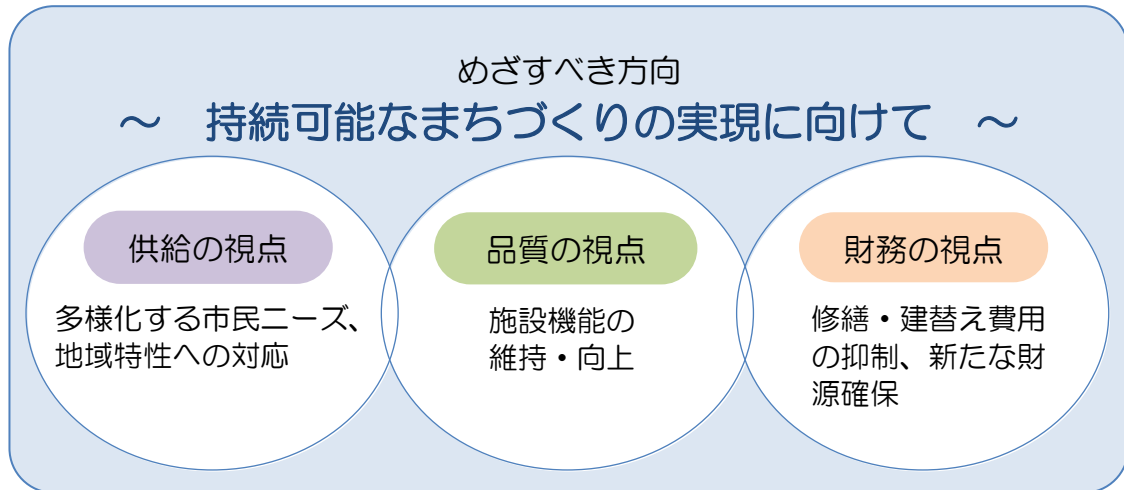 めざすべき方向
～　持続可能なまちづくりの実現に向けて　～
供給の視点
多様化する市民ニーズ、
地域特性への対応
品質の視点
施設機能の
維持・向上
財務の視点
修繕・建替え費用
の抑制、新たな財
源確保